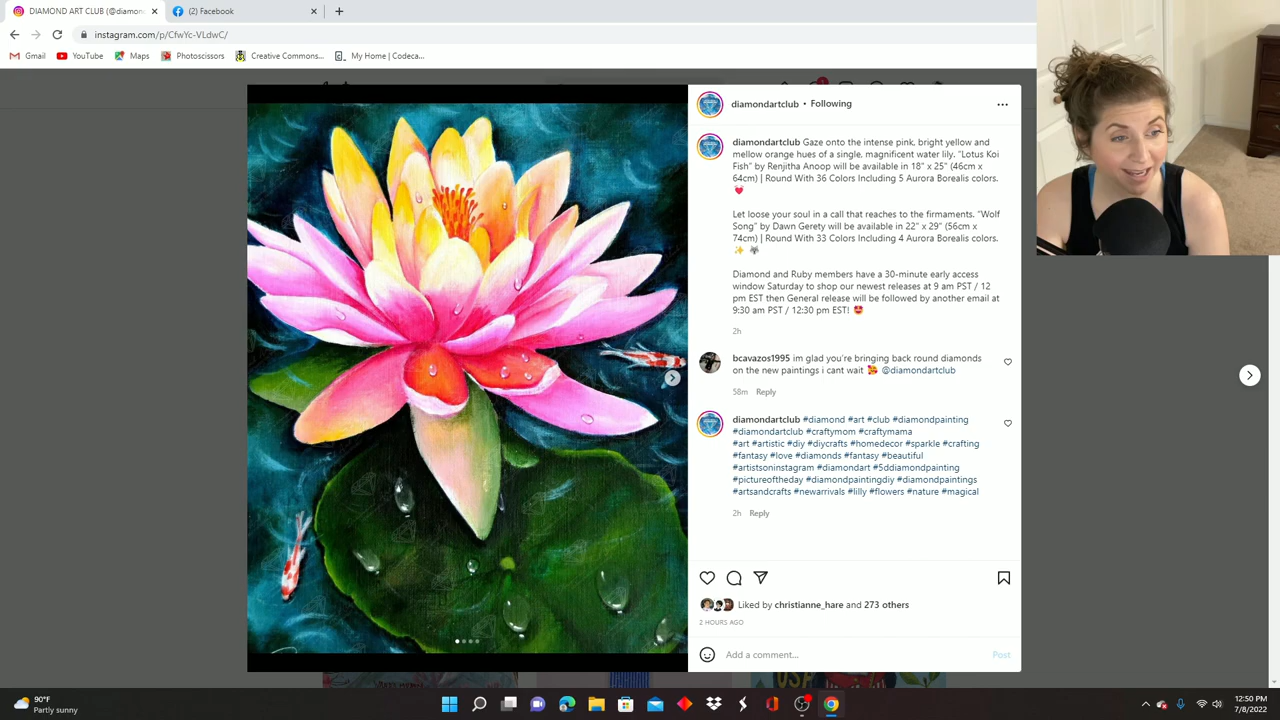 DIAMOND ART CLUB (@diamon
(2) Facebook
instagram.com/p/CfwYc-VLdwC/
Gmail
YouTube
Maps
Photoscissors
Creative Commons...
My Home | Codeca...
diamondartclub • Following
diamondartclub Gaze onto the intense pink, bright yellow and
mellow orange hues of a single, magnificent water lily. "Lotus Koi
Fish" by Renjitha Anoop will be available in 18" x 25" (46cm x
64cm) | Round With 36 Colors Including 5 Aurora Borealis colors.
💓
Let loose your soul in a call that reaches to the firmaments. "Wolf
Song" by Dawn Gerety will be available in 22" x 29" (56cm x
74cm) | Round With 33 Colors Including 4 Aurora Borealis colors.
✨ 🐺
Diamond and Ruby members have a 30-minute early access
window Saturday to shop our newest releases at 9 am PST / 12
pm EST then General release will be followed by another email at
9:30 am PST / 12:30 pm EST! 😍
2h
bcavazos1995 im glad you're bringing back round diamonds
on the new paintings i cant wait 🥰 @diamondartclub
58m Reply
diamondartclub #diamond #art #club #diamondpainting
#diamondartclub #craftymom #craftymama
#art #artistic #diy #diycrafts #homedecor #sparkle #crafting
#fantasy #love #diamonds #fantasy #beautiful
#artistsoninstagram #diamondart #5ddiamondpainting
#pictureoftheday #diamondpaintingdiy #diamondpaintings
#artsandcrafts #newarrivals #lilly #flowers #nature #magical
2h Reply
Liked by christianne_hare and 273 others
2 HOURS AGO
Add a comment...
Post
USA
90°F
Partly sunny
12:50 PM
7/8/2022